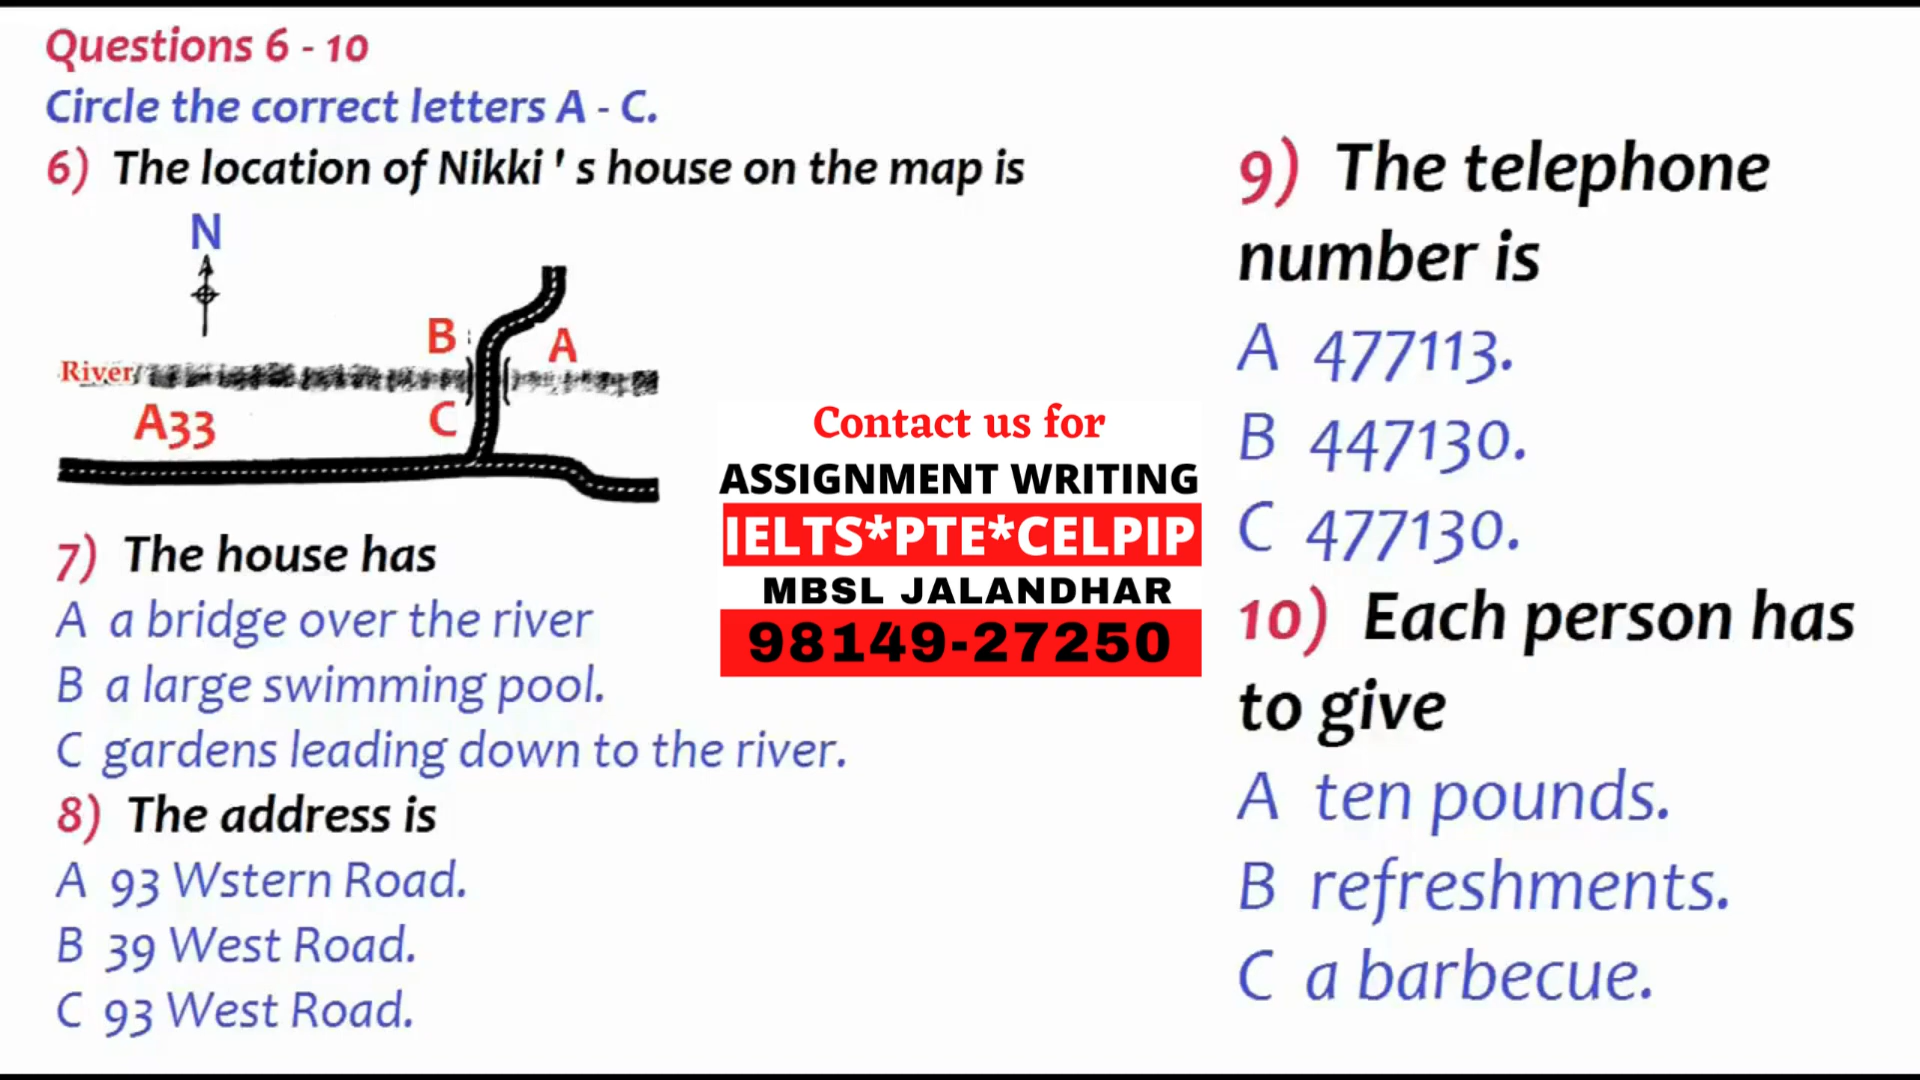 Questions 6 - 10
Circle the correct letters A - C.
6) The location of Nikki ' s house on the map is
N
B
A
River
A33
C
7) The house has
A a bridge over the river
B a large swimming pool.
C gardens leading down to the river.
8) The address is
A 93 Wstern Road.
B 39 West Road.
C 93 West Road.
Contact us for
ASSIGNMENT WRITING
IELTS*PTE*CELPIP
MBSL JALANDHAR
98149-27250
9) The telephone
number is
A 477113.
B 447130.
C 477130.
10) Each person has
to give
A ten pounds.
B refreshments.
C a barbecue.